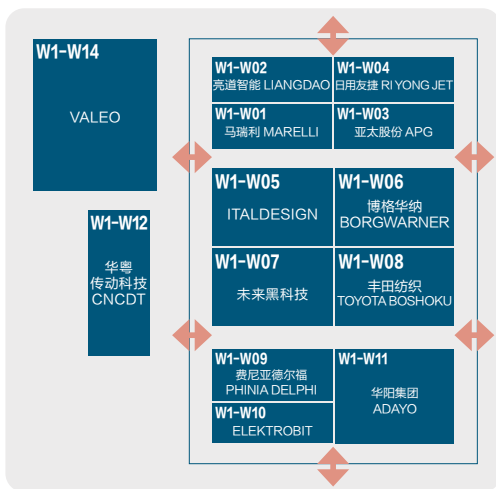 W1-W14
VALEO
W1-W12
华粤
传动科技
CNCDT
W1-W02
亮道智能 LIANGDAO
W1-W04
日用友捷 RI YONG JET
W1-W01
马瑞利 MARELLI
W1-W03
亚太股份 APG
W1-W05
ITALDESIGN
W1-W06
博格华纳
BORGWARNER
W1-W07
未来黑科技
W1-W08
丰田纺织
TOYOTA BOSHOKU
W1-W09
费尼亚德尔福
PHINIA DELPHI
W1-W10
ELEKTROBIT
W1-W11
华阳集团
ADAYO